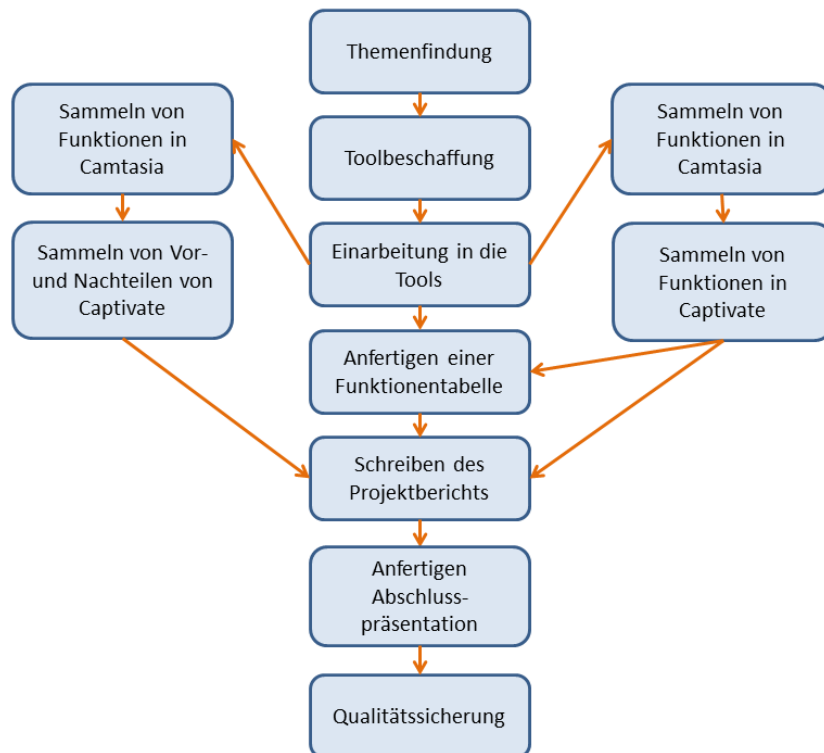 Themenfindung
Sammeln von
Funktionen in
Camtasia
Toolbeschaffung
Sammeln von
Funktionen in
Camtasia
Sammeln von Vor-
und Nachteilen von
Captivate
Einarbeitung in die
Tools
Sammeln von
Funktionen in
Captivate
Anfertigen einer
Funktionentabelle
Schreiben des
Projektberichts
Anfertigen
Abschluss-
präsentation
Qualitätssicherung